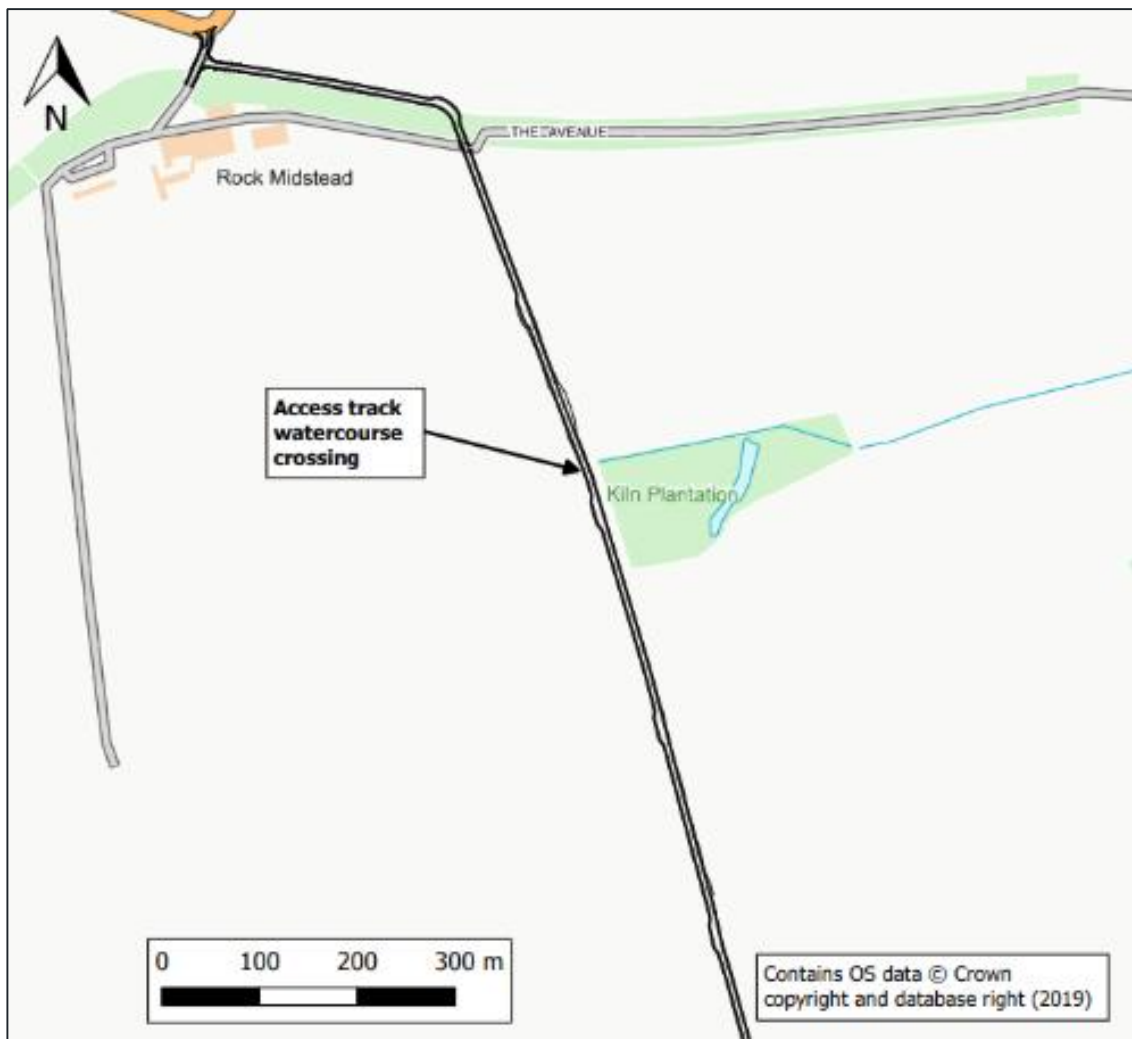 N
THE AVENUE
Rock Midstead
Access track
watercourse
crossing
Kiln Plantation
0 100 200 300 m
Contains OS data © Crown
copyright and database right (2019)